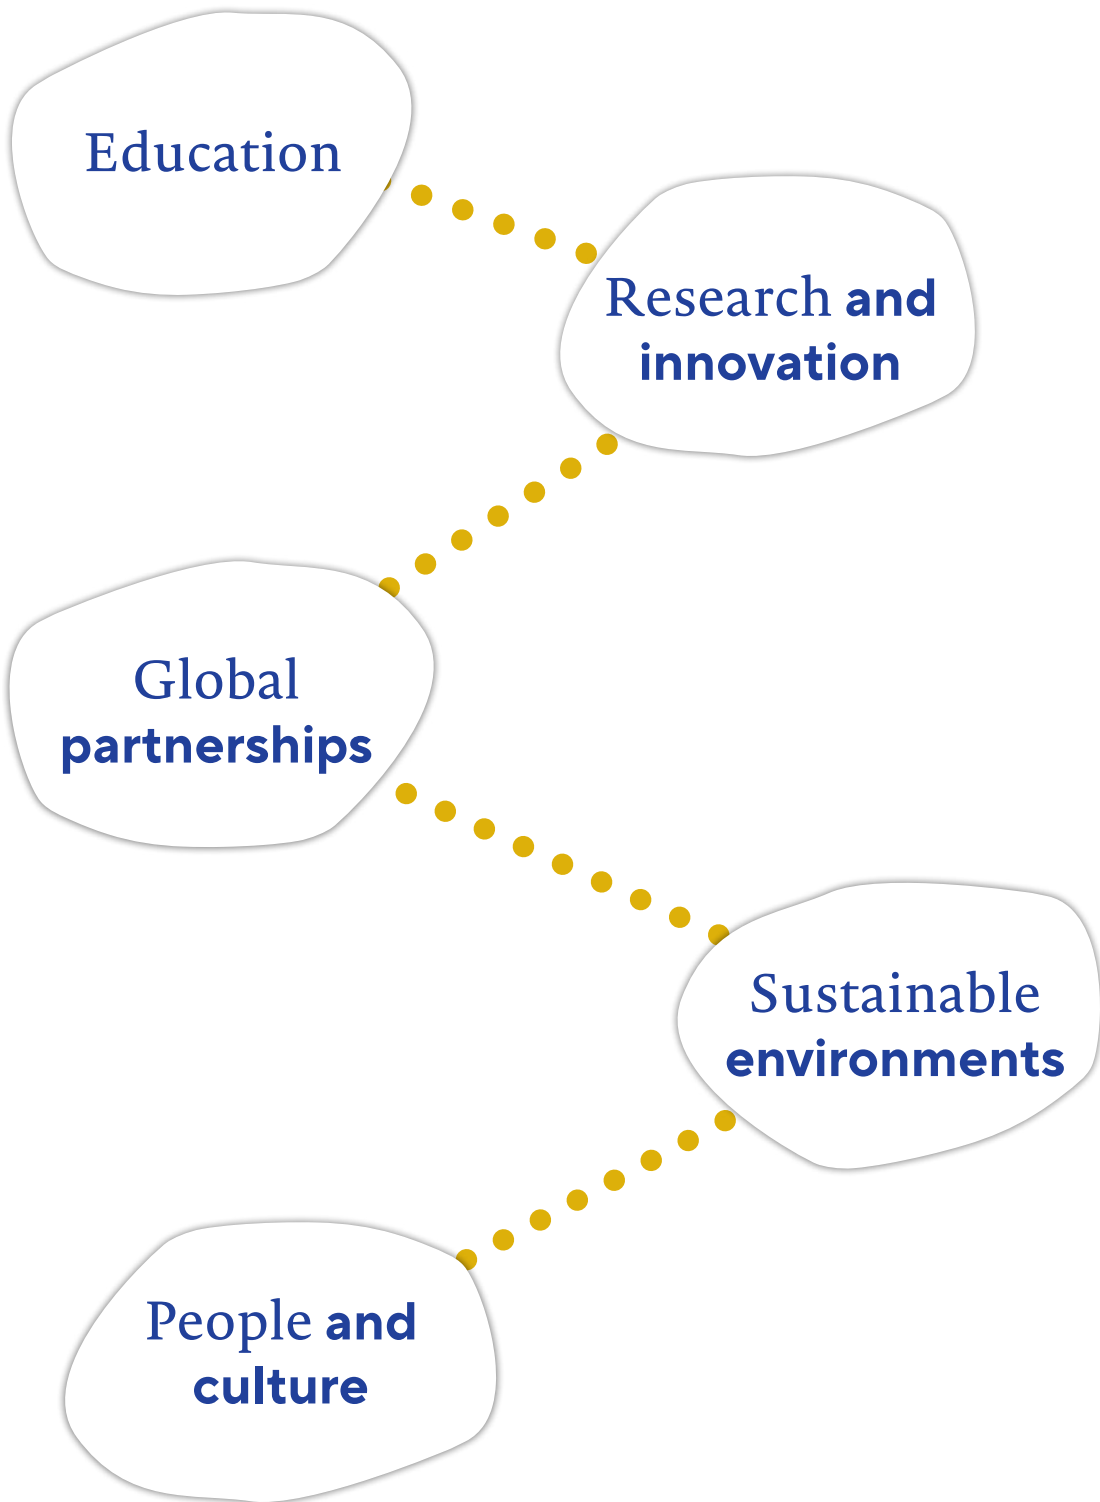 Education
Research and
innovation
Global
partnerships
Sustainable
environments
People and
culture